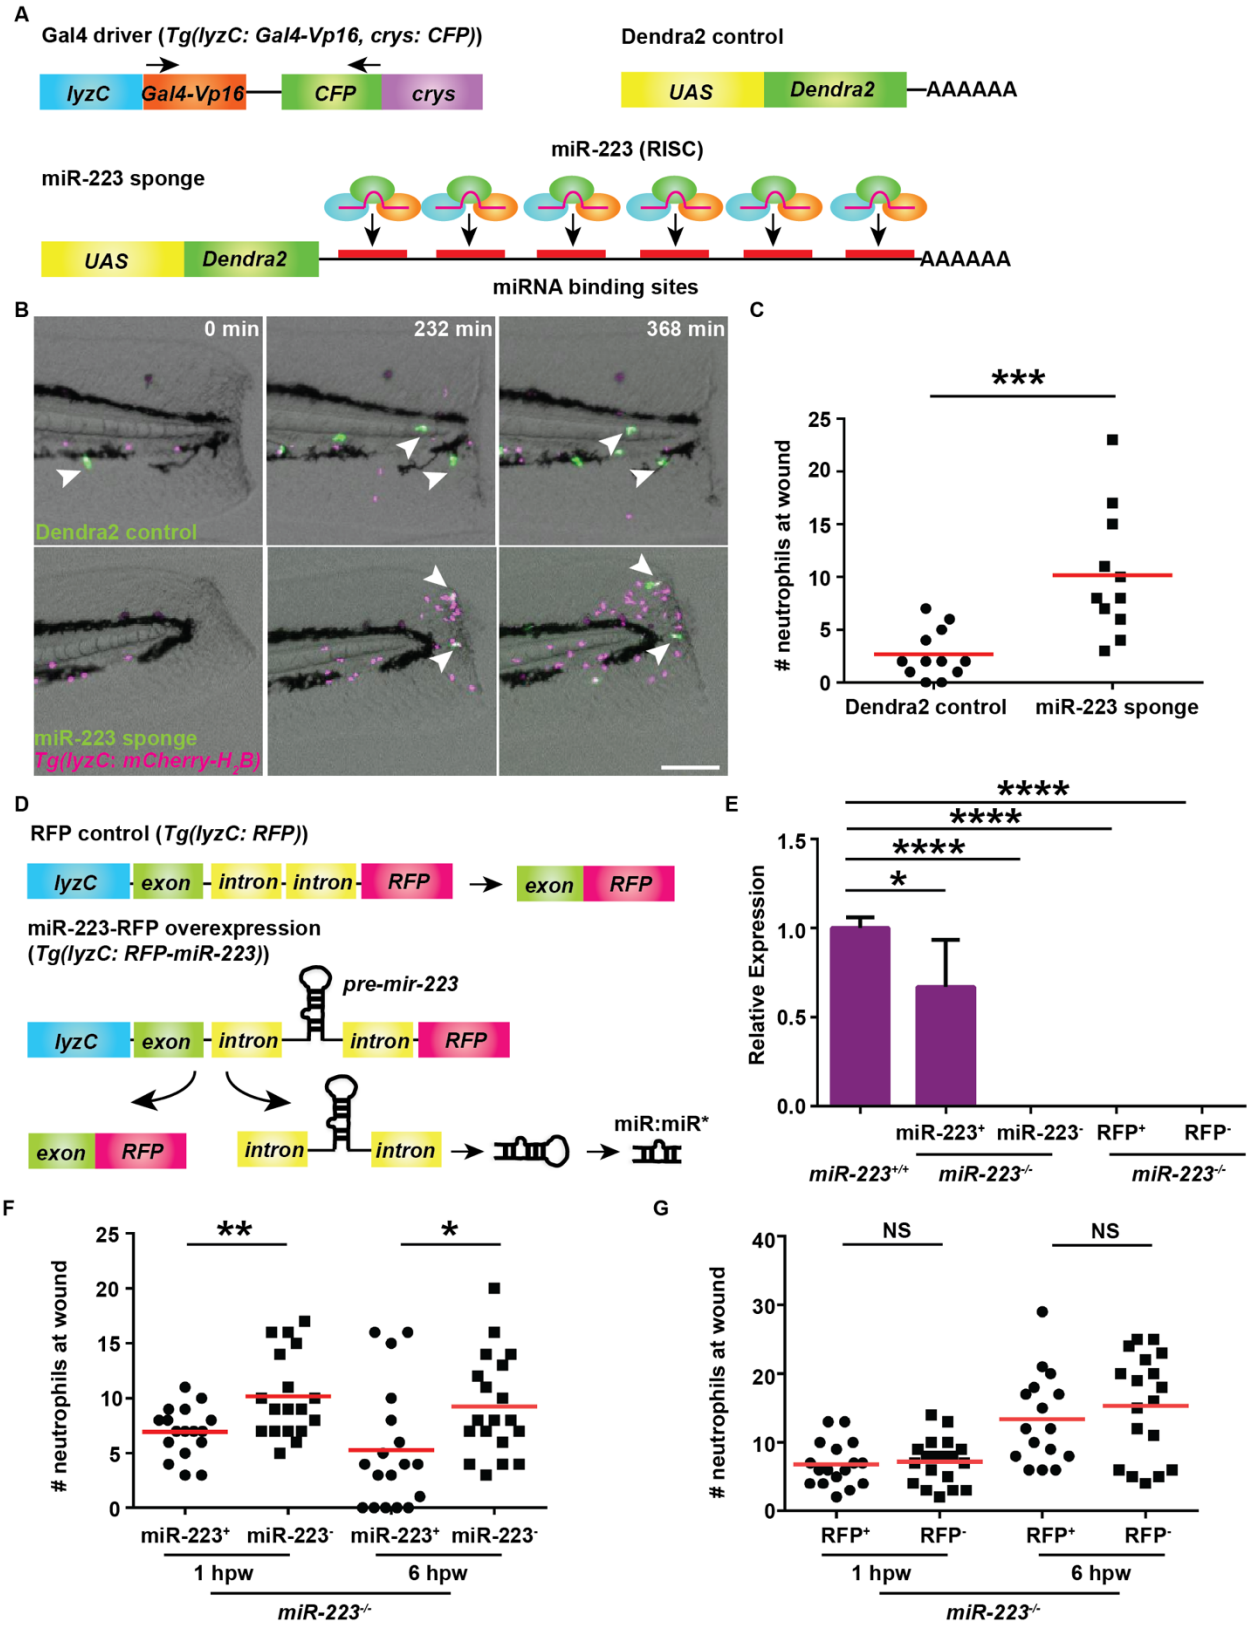 A
Gal4 driver (Tg(lyzC: Gal4-Vp16, crys: CFP))
Dendra2 control
lyzC Gal4-Vp16 CFP crys
UAS Dendra2 AAAAAA
miR-223 (RISC)
miR-223 sponge
UAS Dendra2 AAAAAA
miRNA binding sites
B
0 min 232 min 368 min
Dendra2 control
miR-223 sponge
Tg(lyzC: mCherry-H2B)
C
***
# neutrophils at wound
25
20
15
10
5
0
Dendra2 control miR-223 sponge
D
RFP control (Tg(lyzC: RFP))
lyzC exon intron intron RFP exon RFP
miR-223-RFP overexpression
(Tg(lyzC: RFP-miR-223))
pre-mir-223
lyzC exon intron intron RFP
exon RFP intron intron miR:miR*
E
****
****
****
*
Relative Expression
1.5
1.0
0.5
0.0
miR-223+ miR-223- RFP+ RFP-
miR-223+/+ miR-223-/- miR-223-/-
F
** *
# neutrophils at wound
25
20
15
10
5
0
miR-223+ miR-223- miR-223+ miR-223-
1 hpw 6 hpw
miR-223-/-
G
NS NS
# neutrophils at wound
40
30
20
10
0
RFP+ RFP- RFP+ RFP-
1 hpw 6 hpw
miR-223-/-